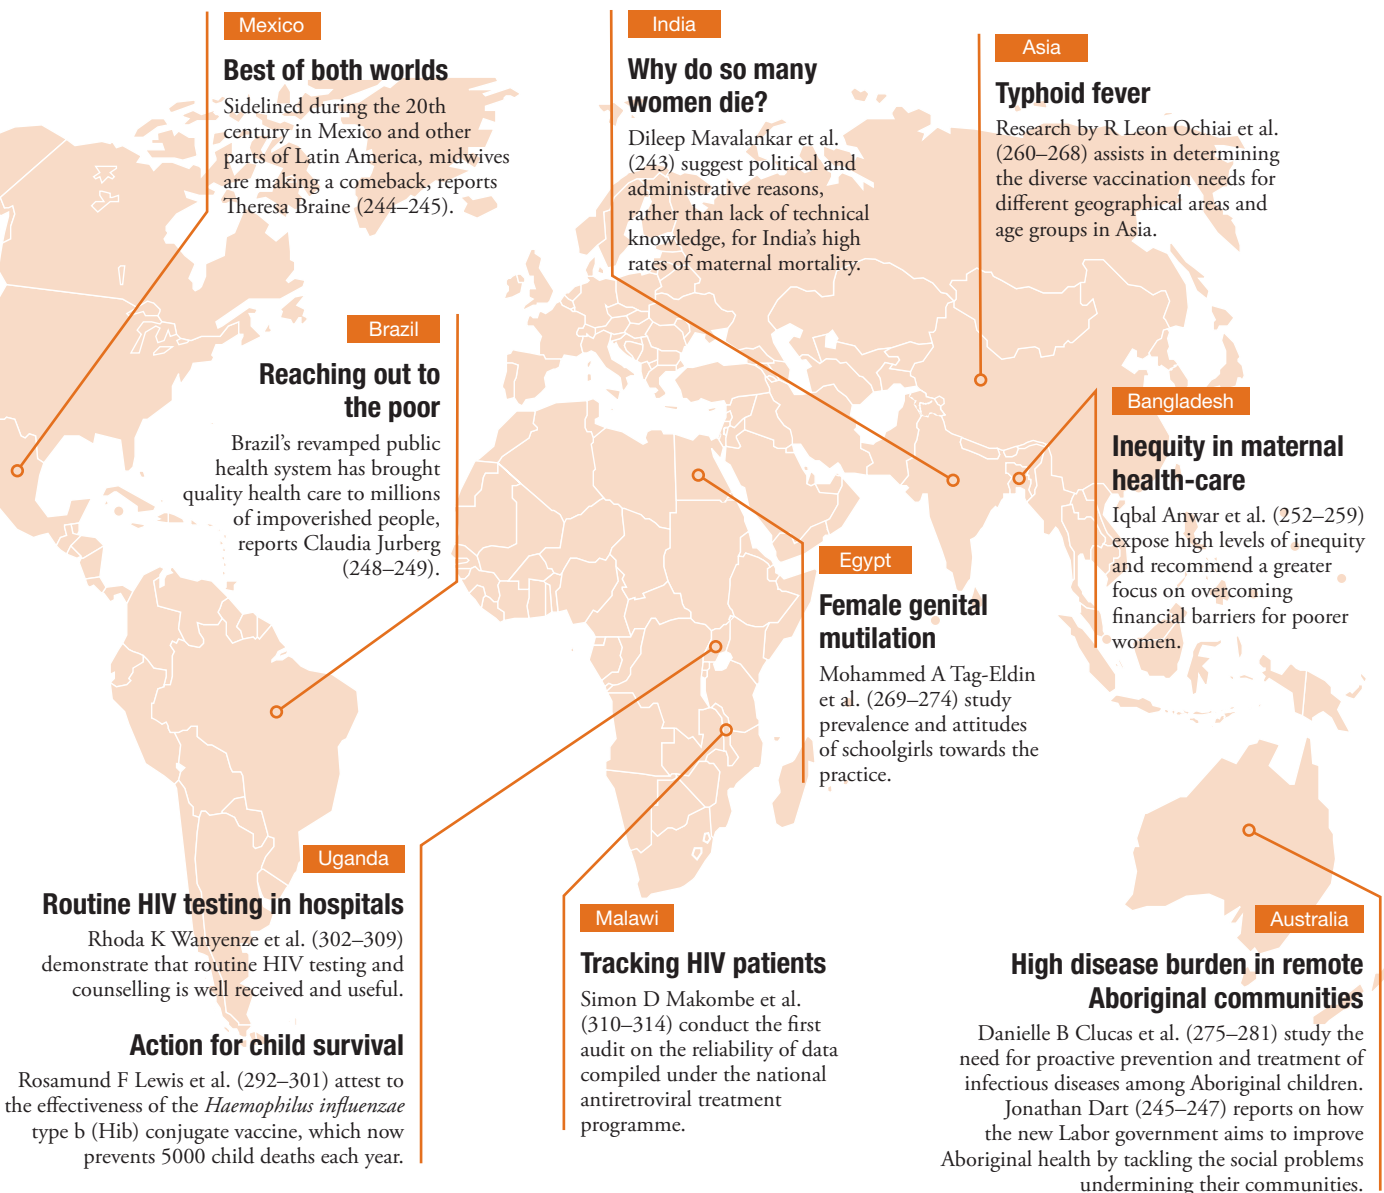 Mexico
Best of both worlds
Sidelined during the 20th
century in Mexico and other
parts of Latin America, midwives
are making a comeback, reports
Theresa Braine (244–245).
India
Why do so many
women die?
Dileep Mavalankar et al.
(243) suggest political and
administrative reasons,
rather than lack of technical
knowledge, for India’s high
rates of maternal mortality.
Asia
Typhoid fever
Research by R Leon Ochiai et al.
(260–268) assists in determining
the diverse vaccination needs for
different geographical areas and
age groups in Asia.
Brazil
Reaching out to
the poor
Brazil’s revamped public
health system has brought
quality health care to millions
of impoverished people,
reports Claudia Jurberg
(248–249).
Bangladesh
Inequity in maternal
health-care
Iqbal Anwar et al. (252–259)
expose high levels of inequity
and recommend a greater
focus on overcoming
financial barriers for poorer
women.
Egypt
Female genital
mutilation
Mohammed A Tag-Eldin
et al. (269–274) study
prevalence and attitudes
of schoolgirls towards the
practice.
Uganda
Routine HIV testing in hospitals
Rhoda K Wanyenze et al. (302–309)
demonstrate that routine HIV testing and
counselling is well received and useful.
Action for child survival
Rosamund F Lewis et al. (292–301) attest to
the effectiveness of the Haemophilus influenzae
type b (Hib) conjugate vaccine, which now
prevents 5000 child deaths each year.
Malawi
Tracking HIV patients
Simon D Makombe et al.
(310–314) conduct the first
audit on the reliability of data
compiled under the national
antiretroviral treatment
programme.
Australia
High disease burden in remote
Aboriginal communities
Danielle B Clucas et al. (275–281) study the
need for proactive prevention and treatment of
infectious diseases among Aboriginal children.
Jonathan Dart (245–247) reports on how
the new Labor government aims to improve
Aboriginal health by tackling the social problems
undermining their communities.